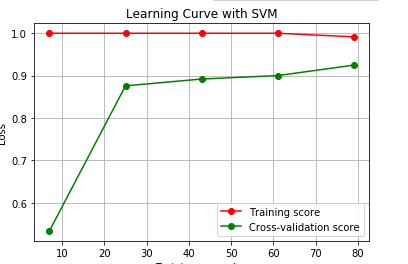 Learning Curve with SVM
1.0
0.9
0.8
0.7
0.6
Loss
10 20 30 40 50 60 70 80
Training score
Cross-validation score